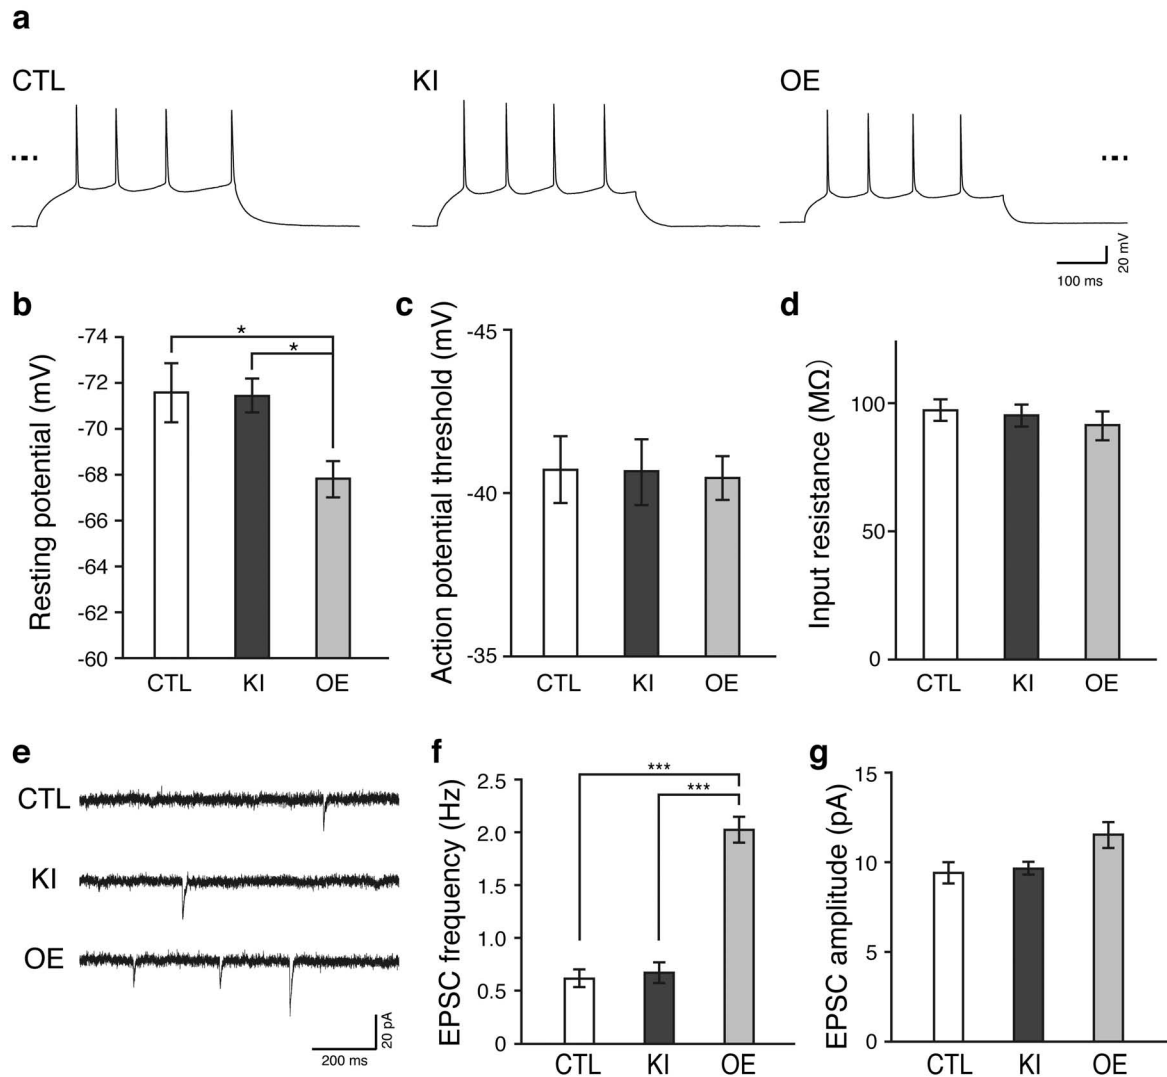 a
CTL
KI
OE
20 mV
100 ms
b
Resting potential (mV)
-74
-72
-70
-68
-66
-64
-62
-60
*
*
CTL
KI
OE
c
Action potential threshold (mV)
-45
-40
-35
CTL
KI
OE
d
Input resistance (MΩ)
100
50
0
CTL
KI
OE
e
CTL
KI
OE
20 pA
200 ms
f
EPSC frequency (Hz)
2.5
2.0
1.5
1.0
0.5
0
***
***
CTL
KI
OE
g
EPSC amplitude (pA)
15
10
5
0
CTL
KI
OE